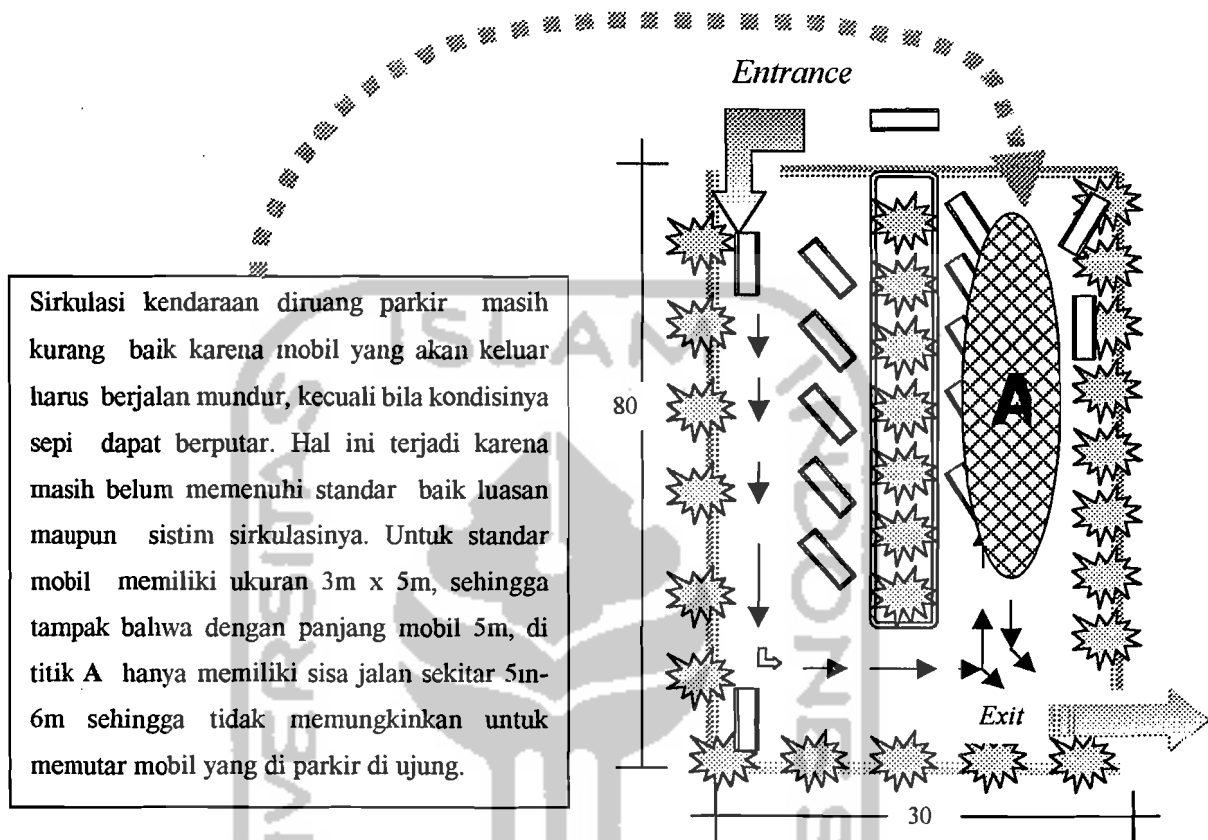 Entrance
Sirkulasi kendaraan diruang parkir masih
kurang baik karena mobil yang akan keluar
harus berjalan mundur, kecuali bila kondisinya
sepi dapat berputar. Hal ini terjadi karena
masih belum memenuhi standar baik luasan
maupun sistim sirkulasinya. Untuk standar
mobil memiliki ukuran 3m x 5m, sehingga
tampak bahwa dengan panjang mobil 5m, di
titik A hanya memiliki sisa jalan sekitar 5m-
6m sehingga tidak memungkinkan untuk
memutar mobil yang di parkir di ujung.
80
A
Exit
30
UNIVERSITAS
ISLAM
INDONESIA